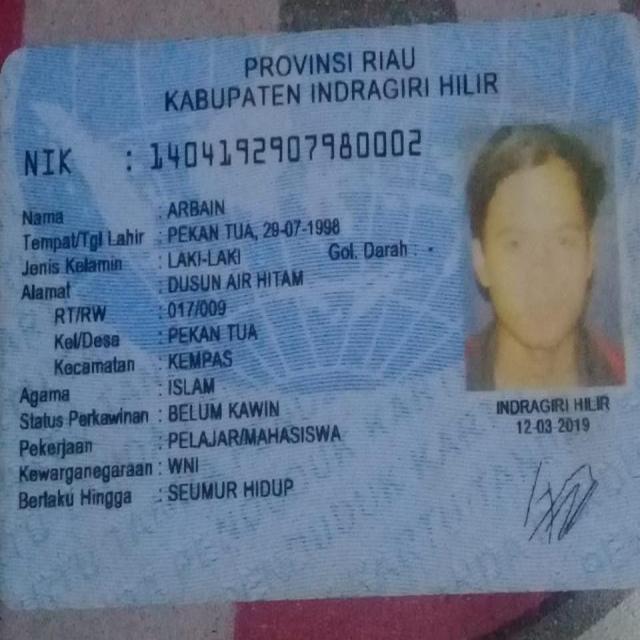 PROVINSI RIAU
KABUPATEN INDRAGIRI HILIR
NIK : 1404192907980002
Nama : ARBAIN
Tempat/Tgl Lahir : PEKAN TUA, 29-07-1998
Jenis Kelamin : LAKI-LAKI Gol. Darah : -
Alamat : DUSUN AIR HITAM
RT/RW : 017/009
Kel/Desa : PEKAN TUA
Kecamatan : KEMPAS
Agama : ISLAM
Status Perkawinan : BELUM KAWIN
Pekerjaan : PELAJAR/MAHASISWA
Kewarganegaraan : WNI
Berlaku Hingga : SEUMUR HIDUP
INDRAGIRI HILIR
12-03-2019